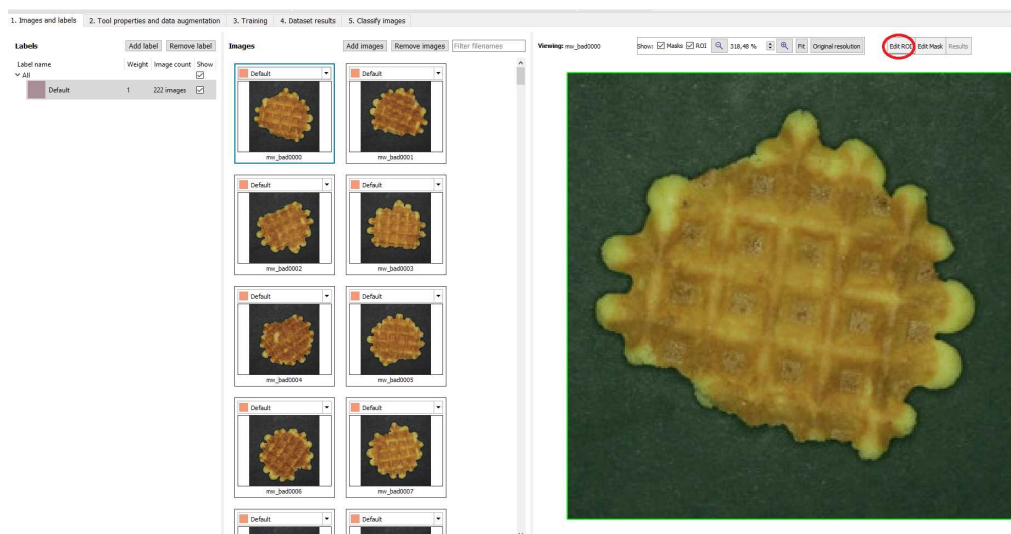 1. Images and labels 2. Tool properties and data augmentation 3. Training 4. Dataset results 5. Classify images
Labels Add label Remove label
Label name Weight Image count Show
All
Default 1 222 images
Images Add images Remove images Filter filenames
Default Default
mw_bad0000 mw_bad0001
Default Default
mw_bad0002 mw_bad0003
Default Default
mw_bad0004 mw_bad0005
Default Default
mw_bad0006 mw_bad0007
Default Default
Viewing: mw_bad0000 Show: Masks ROI 318,48 % Fit Original resolution Edit ROI Edit Mask Results